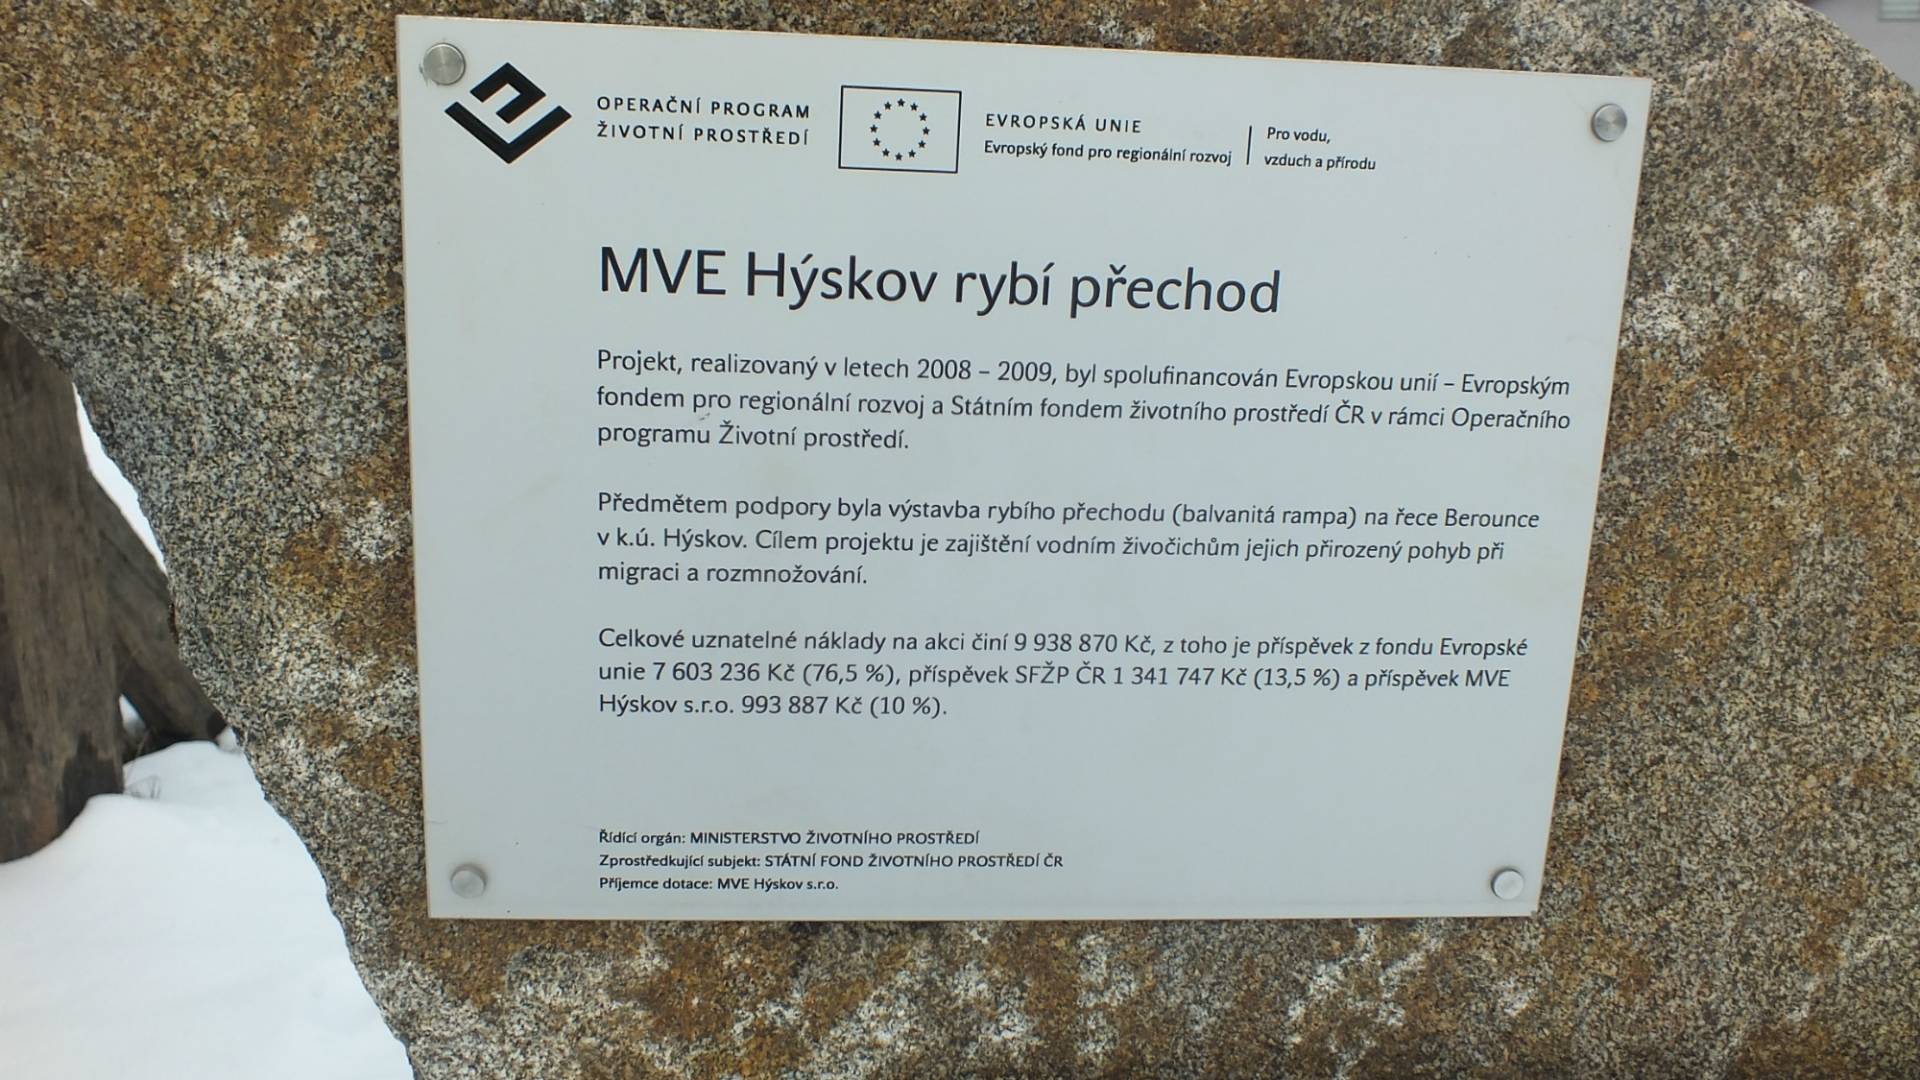 OPERAČNÍ PROGRAM
ŽIVOTNÍ PROSTŘEDÍ
EVROPSKÁ UNIE
Evropský fond pro regionální rozvoj
Pro vodu,
vzduch a přírodu
MVE Hýskov rybí přechod
Projekt, realizovaný v letech 2008 – 2009, byl spolufinancován Evropskou unií – Evropským
fondem pro regionální rozvoj a Státním fondem životního prostředí ČR v rámci Operačního
programu Životní prostředí.
Předmětem podpory byla výstavba rybího přechodu (balvanitá rampa) na řece Berounce
v k.ú. Hýskov. Cílem projektu je zajištění vodním živočichům jejich přirozený pohyb při
migraci a rozmnožování.
Celkové uznatelné náklady na akci činí 9 938 870 Kč, z toho je příspěvek z fondu Evropské
unie 7 603 236 Kč (76,5 %), příspěvek SFŽP ČR 1 341 747 Kč (13,5 %) a příspěvek MVE
Hýskov s.r.o. 993 887 Kč (10 %).
Řídící orgán: MINISTERSTVO ŽIVOTNÍHO PROSTŘEDÍ
Zprostředkující subjekt: STÁTNÍ FOND ŽIVOTNÍHO PROSTŘEDÍ ČR
Příjemce dotace: MVE Hýskov s.r.o.